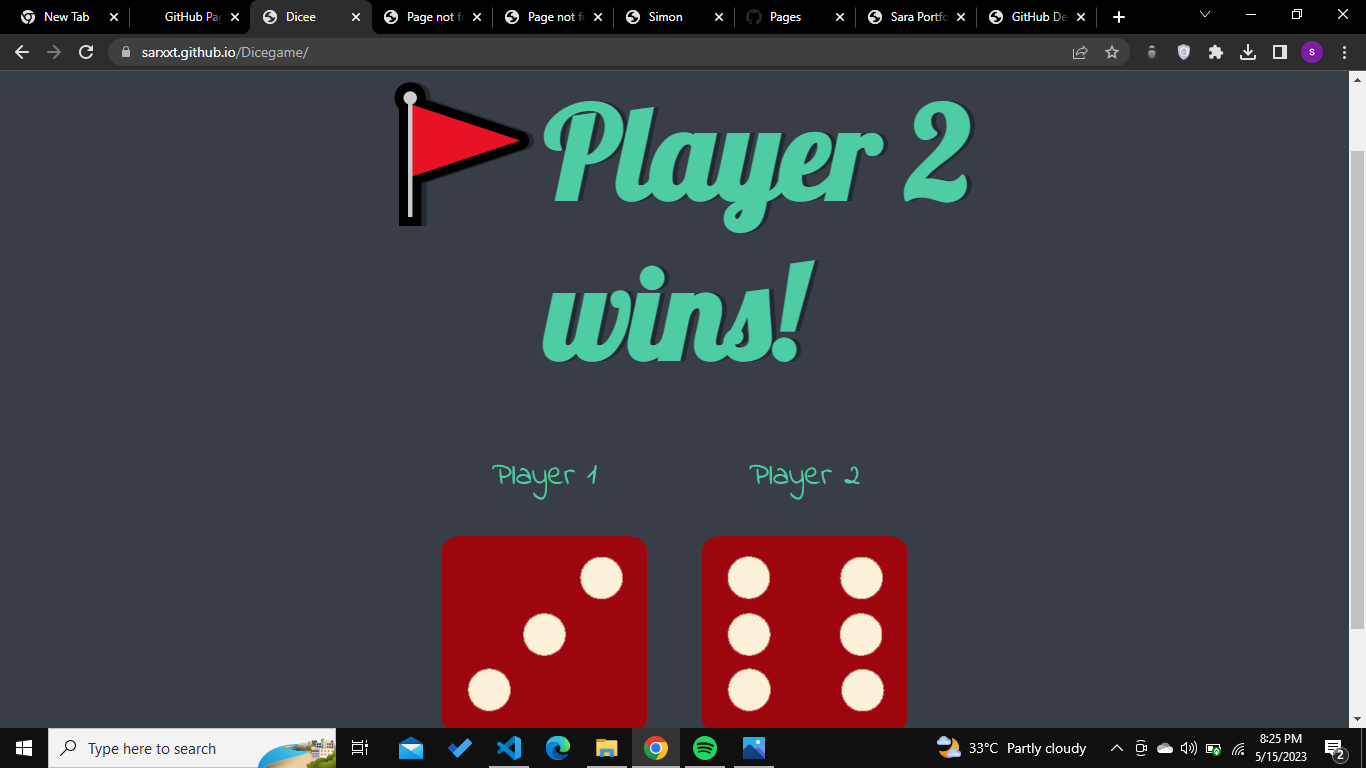 New Tab
GitHub Pa
Dicee
Page not f
Page not f
Simon
Pages
Sara Portfo
GitHub De
sarxxt.github.io/Dicegame/
s
Player 2
wins!
Player 1
Player 2
Type here to search
33°C Partly cloudy
8:25 PM
5/15/2023
2